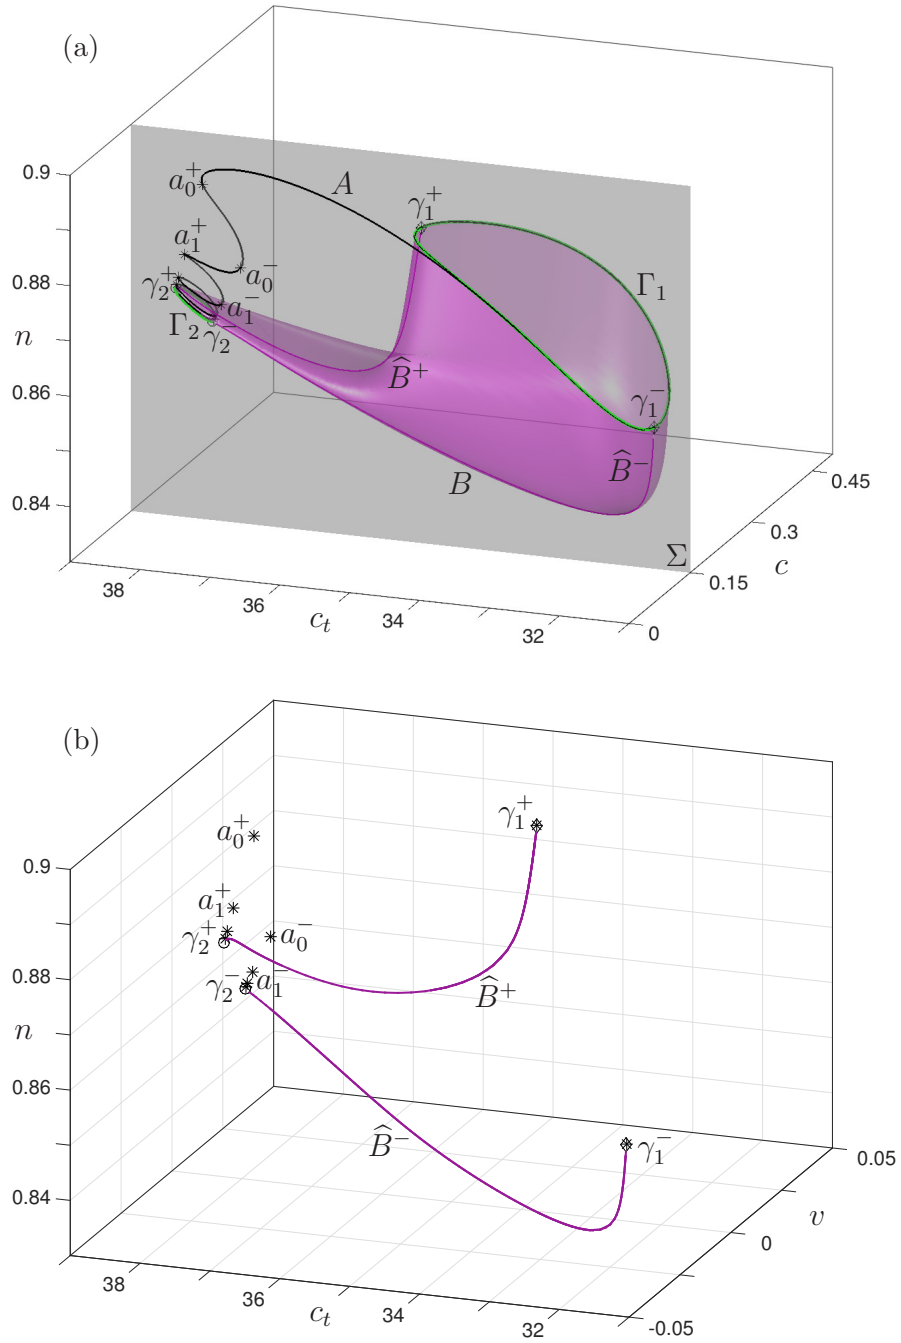 (a)
0.9
0.88
n
0.86
0.84
a₀⁺
A
γ₁⁺
a₁⁺
a₀⁻
γ₂⁺
a₁⁻
Γ₁
Γ₂
γ₂⁻
B̂⁺
γ₁⁻
B
B̂⁻
Σ
0.45
0.3
c
0.15
0
38
36
cₜ
34
32
(b)
0.9
0.88
n
0.86
0.84
γ₁⁺
a₀⁺
a₁⁺
γ₂⁺
a₀⁻
γ₂⁻
a₁⁻
B̂⁺
B̂⁻
γ₁⁻
0.05
v
0
-0.05
38
36
cₜ
34
32